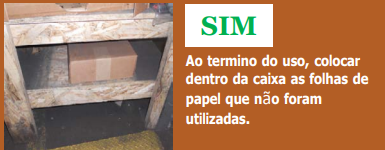 SIM
Ao termino do uso, colocar
dentro da caixa as folhas de
papel que não foram
utilizadas.